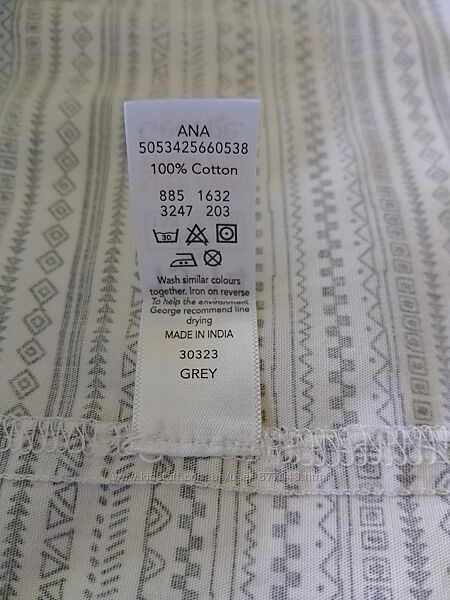 ANA
5053425660538
100% Cotton
885 1632
3247 203
30
Wash similar colours
together. Iron on reverse
To help the environment
George recommend line
drying
MADE IN INDIA
30323
GREY